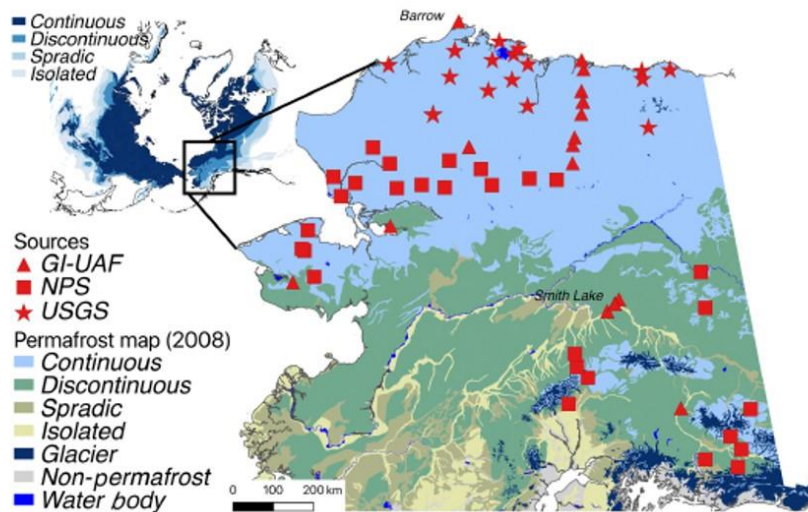 Barrow
Continuous
Discontinuous
Spradic
Isolated
Sources
GI-UAF
NPS
USGS
Smith Lake
Permafrost map (2008)
Continuous
Discontinuous
Spradic
Isolated
Glacier
Non-permafrost
Water body
0 100 200 km